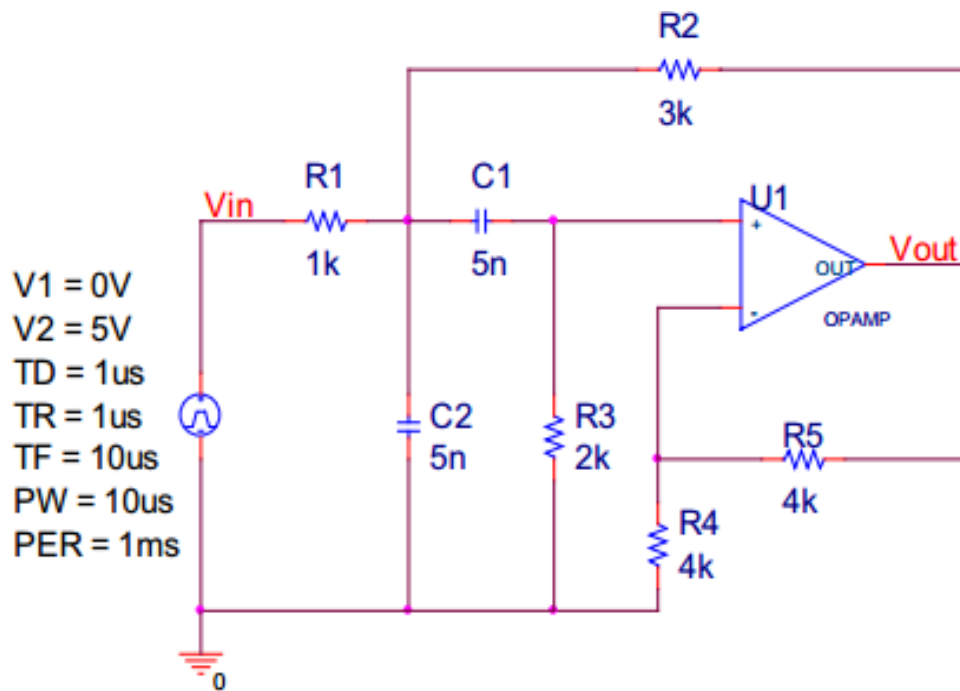 R2
3k
R1
C1
U1
Vin
+
Vout
1k
5n
OUT
V1 = 0V
-
OPAMP
V2 = 5V
TD = 1us
TR = 1us
C2
R3
R5
TF = 10us
5n
2k
PW = 10us
R4
4k
PER = 1ms
4k
0